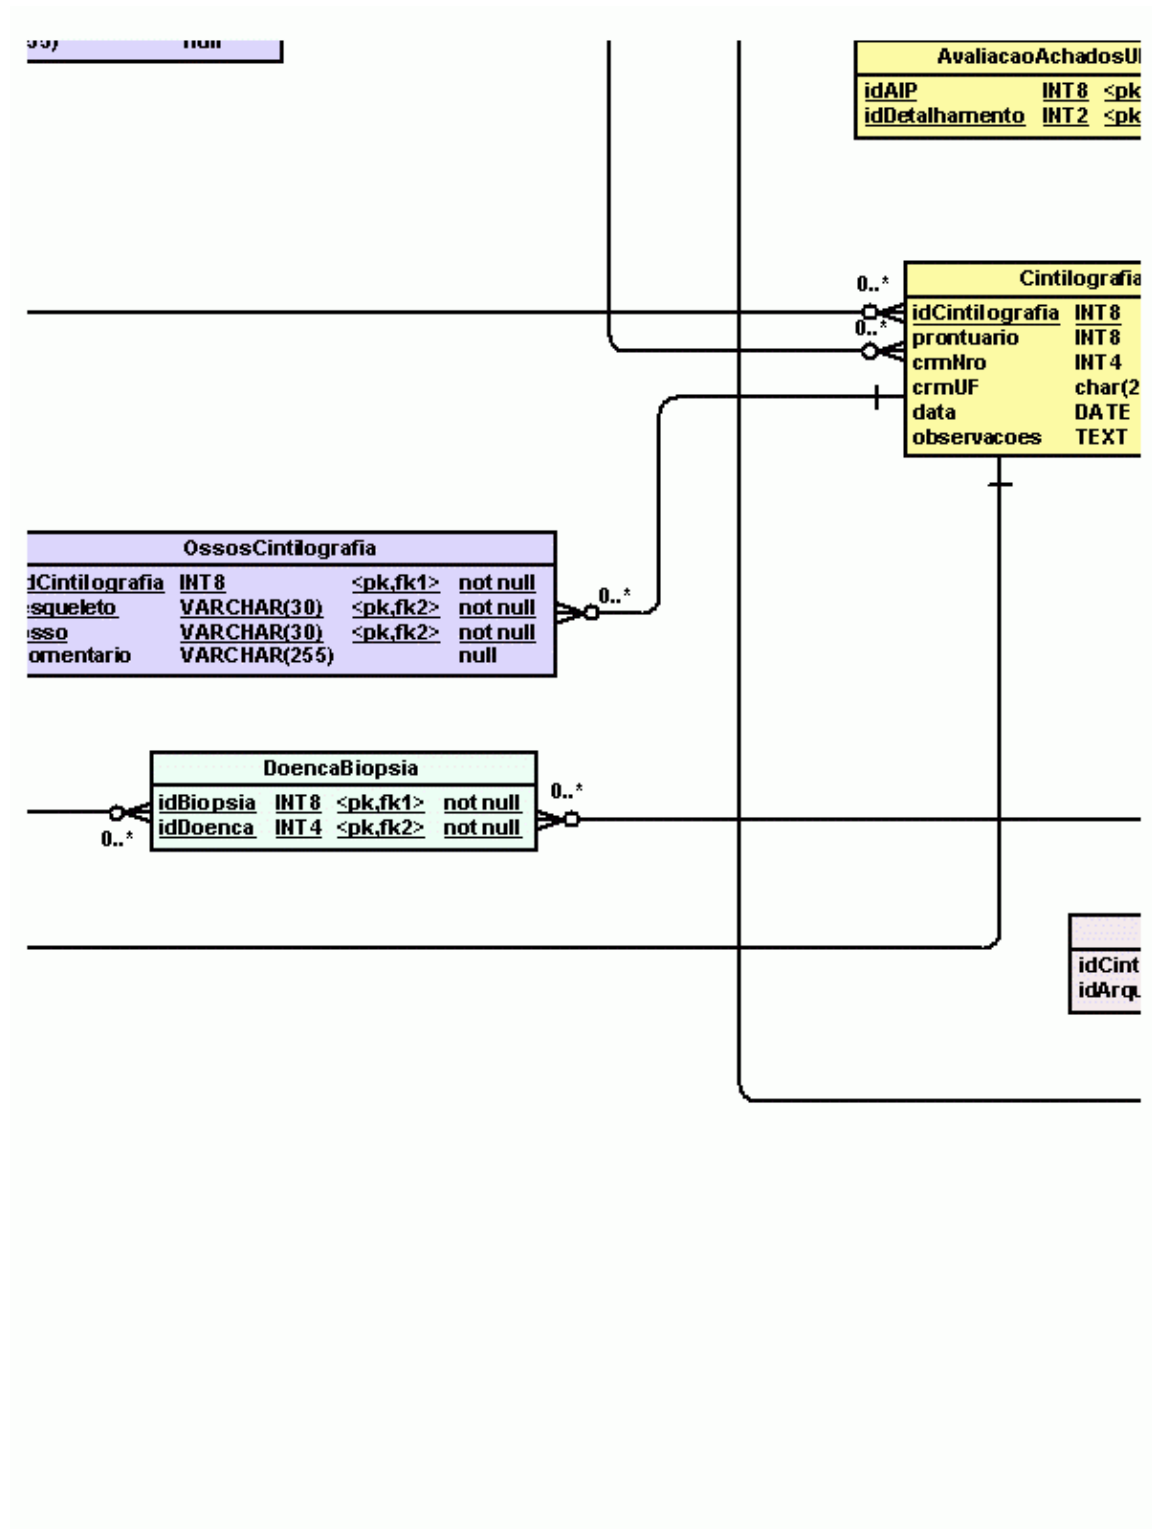 null
AvaliacaoAchadosU
idAIP INT8 <pk
idDetalhamento INT2 <pk
0..*
Cintilografia
idCintilografia INT8
0..*
prontuario INT8
crmNro INT4
crmUF char(2
data DATE
observacoes TEXT
OssosCintilografia
dCintilografia INT8 <pk,fk1> not null
squeleto VARCHAR(30) <pk,fk2> not null
sso VARCHAR(30) <pk,fk2> not null
omentario VARCHAR(255) null
0..*
DoencaBiopsia
idBiopsia INT8 <pk,fk1> not null
idDoenca INT4 <pk,fk2> not null
0..*
0..*
idCint
idArqu